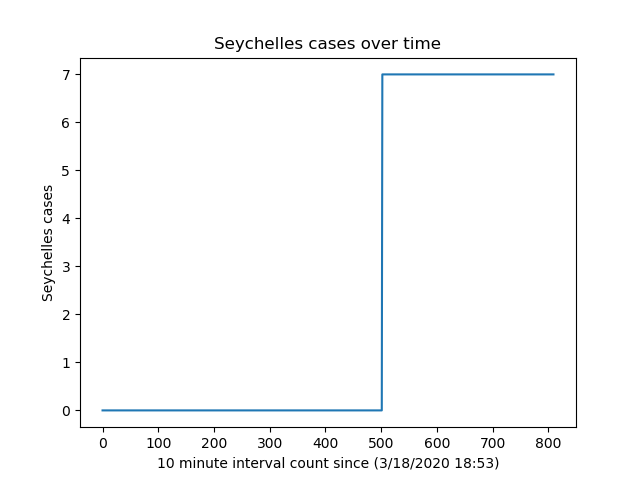 Seychelles cases over time
7
6
5
4
3
2
1
0
Seychelles cases
0 100 200 300 400 500 600 700 800
10 minute interval count since (3/18/2020 18:53)